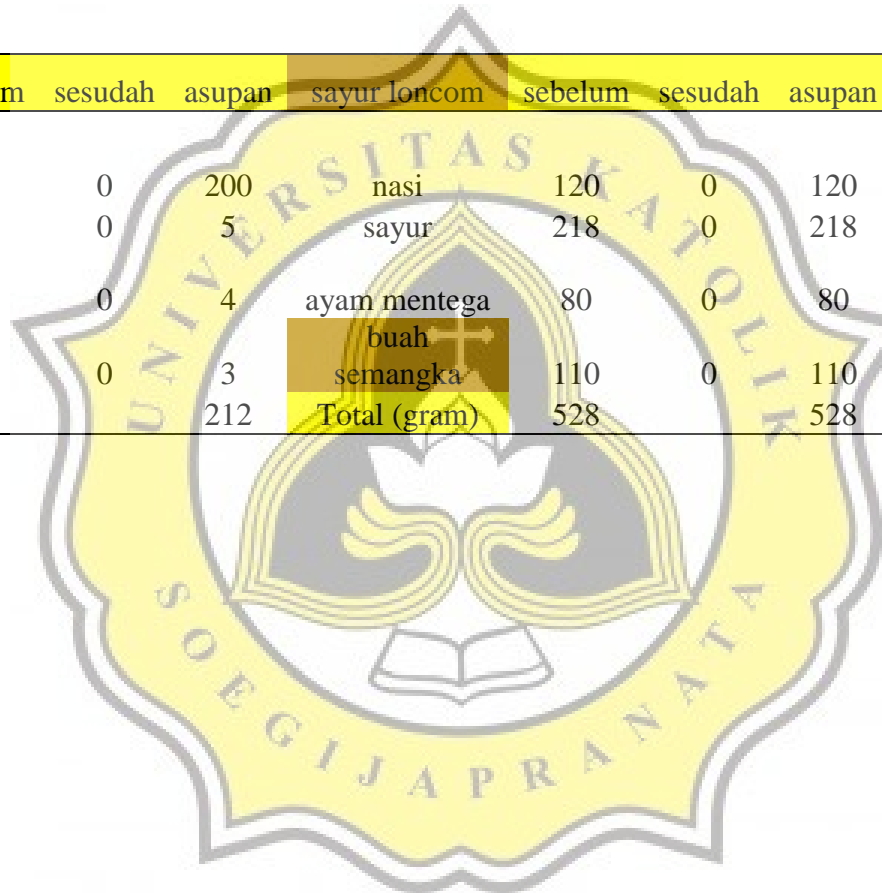 m sesudah asupan sayur loncom sebelum sesudah asupan
0 200 nasi 120 0 120
0 5 sayur 218 0 218
0 4 ayam mentega 80 0 80
buah
0 3 semangka 110 0 110
212 Total (gram) 528 528
UNIVERSITAS KATOLIK
SOEGIJAPRANATA